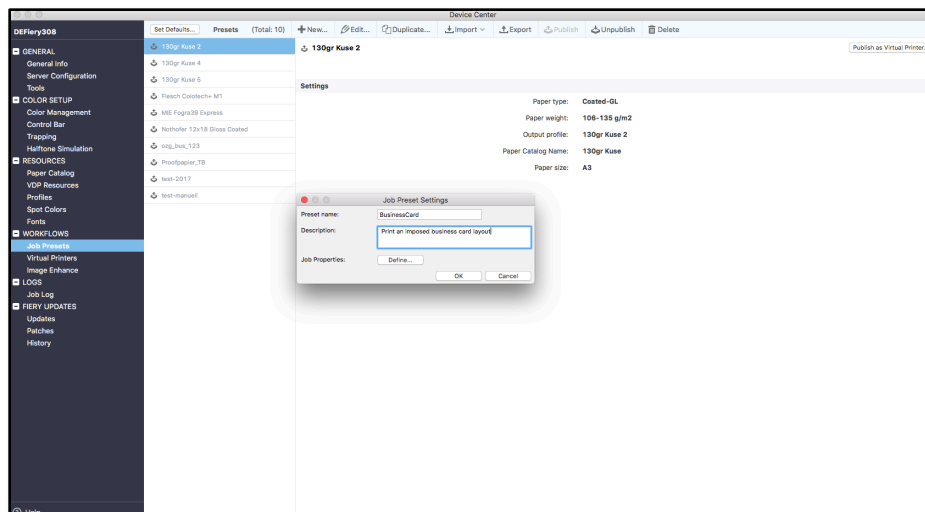 Device Center
DEFiery308
GENERAL
General Info
Server Configuration
Tools
COLOR SETUP
Color Management
Control Bar
Trapping
Halftone Simulation
RESOURCES
Paper Catalog
VDP Resources
Profiles
Spot Colors
Fonts
WORKFLOWS
Job Presets
Virtual Printers
Image Enhance
LOGS
Job Log
FIERY UPDATES
Updates
Patches
History
Help
Set Defaults... Presets (Total: 10) New... Edit... Duplicate... Import Export Publish Unpublish Delete
130gr Kuse 2
130gr Kuse 4
130gr Kuse 5
Flesch Colotech+ M1
MIE Fogra39 Express
Nothofer 12x18 Gloss Coated
ozg_bus_123
Proofpapier_TB
test-2017
test-manuell
130gr Kuse 2 Publish as Virtual Printer.
Settings
Paper type: Coated-GL
Paper weight: 106-135 g/m2
Output profile: 130gr Kuse 2
Paper Catalog Name: 130gr Kuse
Paper size: A3
Job Preset Settings
Preset name: BusinessCard
Description: Print an imposed business card layout
Job Properties: Define...
OK Cancel